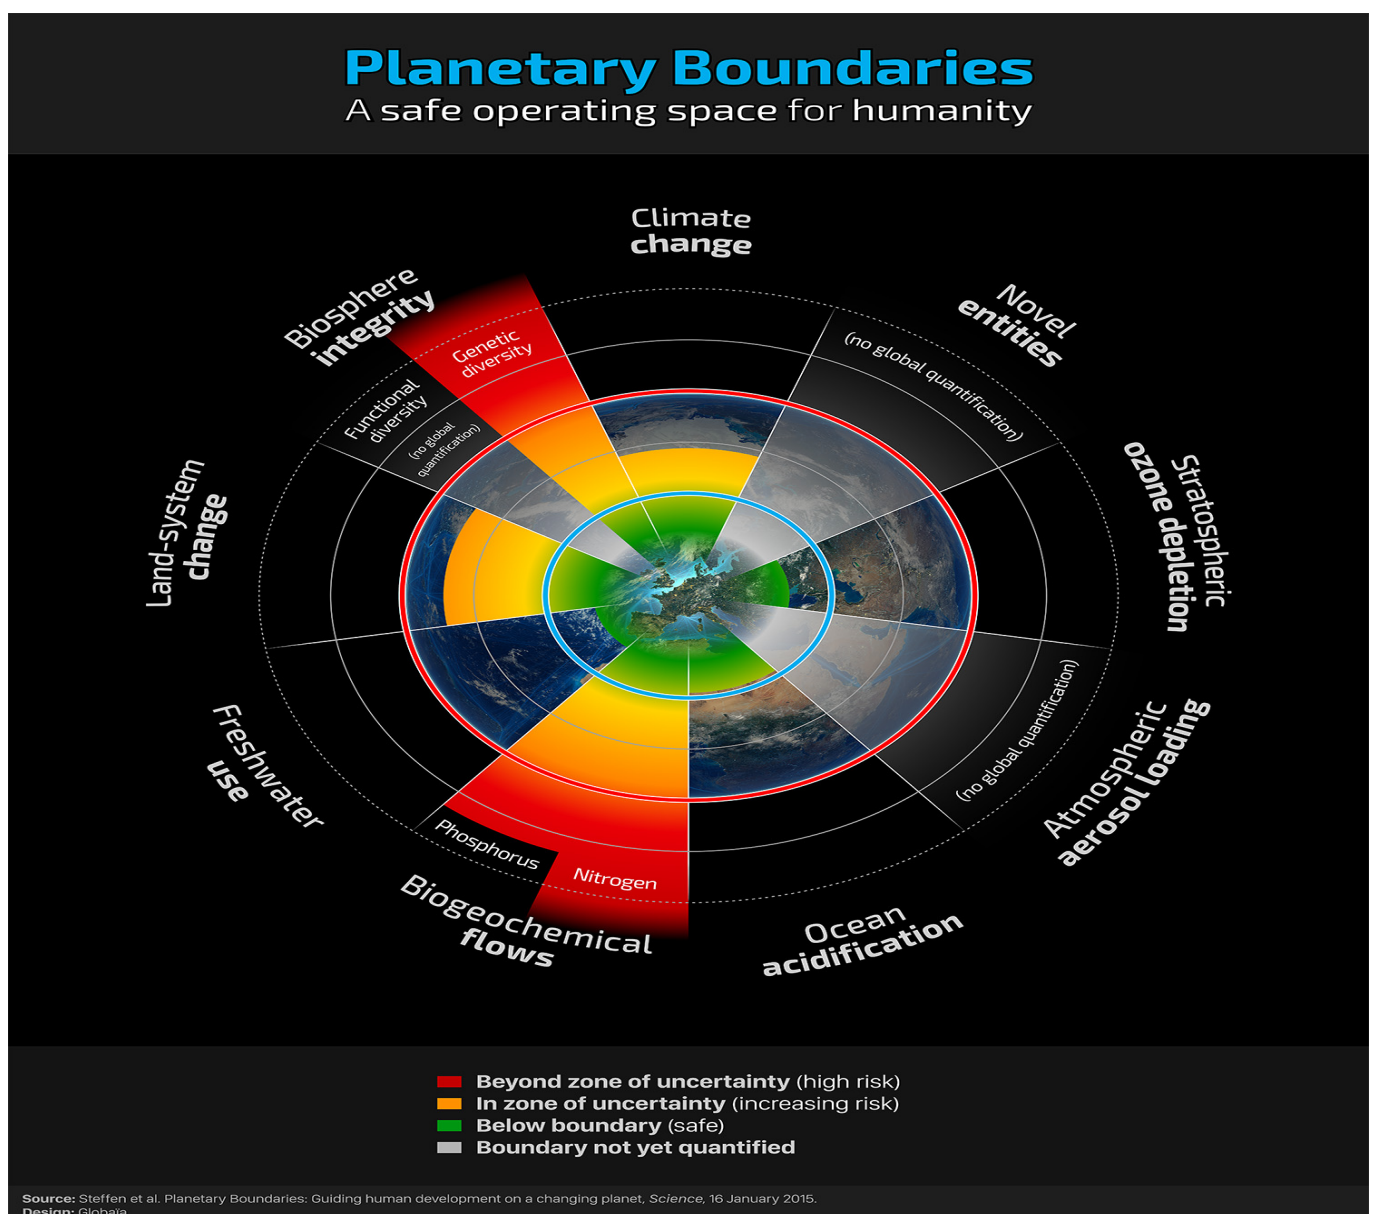 Planetary Boundaries
A safe operating space for humanity
Climate
change
Novel
entities
(no global quantification)
Stratospheric
ozone depletion
Atmospheric
aerosol loading
(no global quantification)
Ocean
acidification
Biogeochemical
flows
Phosphorus
Nitrogen
Freshwater
use
Land-system
change
Biosphere
integrity
Functional
diversity
(no global
quantification)
Genetic
diversity
Beyond zone of uncertainty (high risk)
In zone of uncertainty (increasing risk)
Below boundary (safe)
Boundary not yet quantified
Source: Steffen et al. Planetary Boundaries: Guiding human development on a changing planet, Science, 16 January 2015.
Design: Globaïa